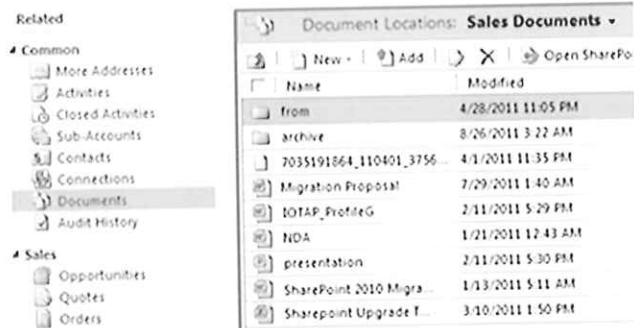 Related
Common
More Addresses
Activities
Closed Activities
Sub-Accounts
Contacts
Connections
Documents
Audit History
Sales
Opportunities
Quotes
Orders
Document Locations: Sales Documents
New Add Open SharePo
Name Modified
from 4/28/2011 11:05 PM
archive 8/26/2011 3:22 AM
7035191864_110401_3756... 4/1/2011 11:35 PM
Migration Proposal 7/29/2011 1:40 AM
IOTAP_ProfileG 2/11/2011 5:29 PM
NDA 1/21/2011 12:43 AM
presentation 2/11/2011 5:30 PM
SharePoint 2010 Migra... 1/13/2011 5:11 AM
Sharepoint Upgrade T... 3/10/2011 1:50 PM